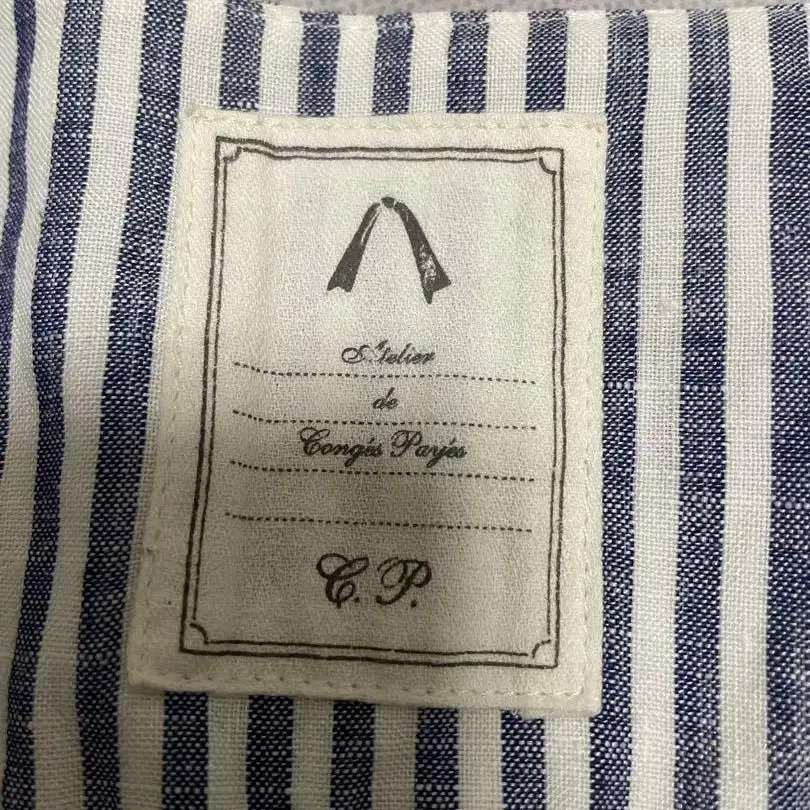 Atelier
de
Congés Payés
C.P.